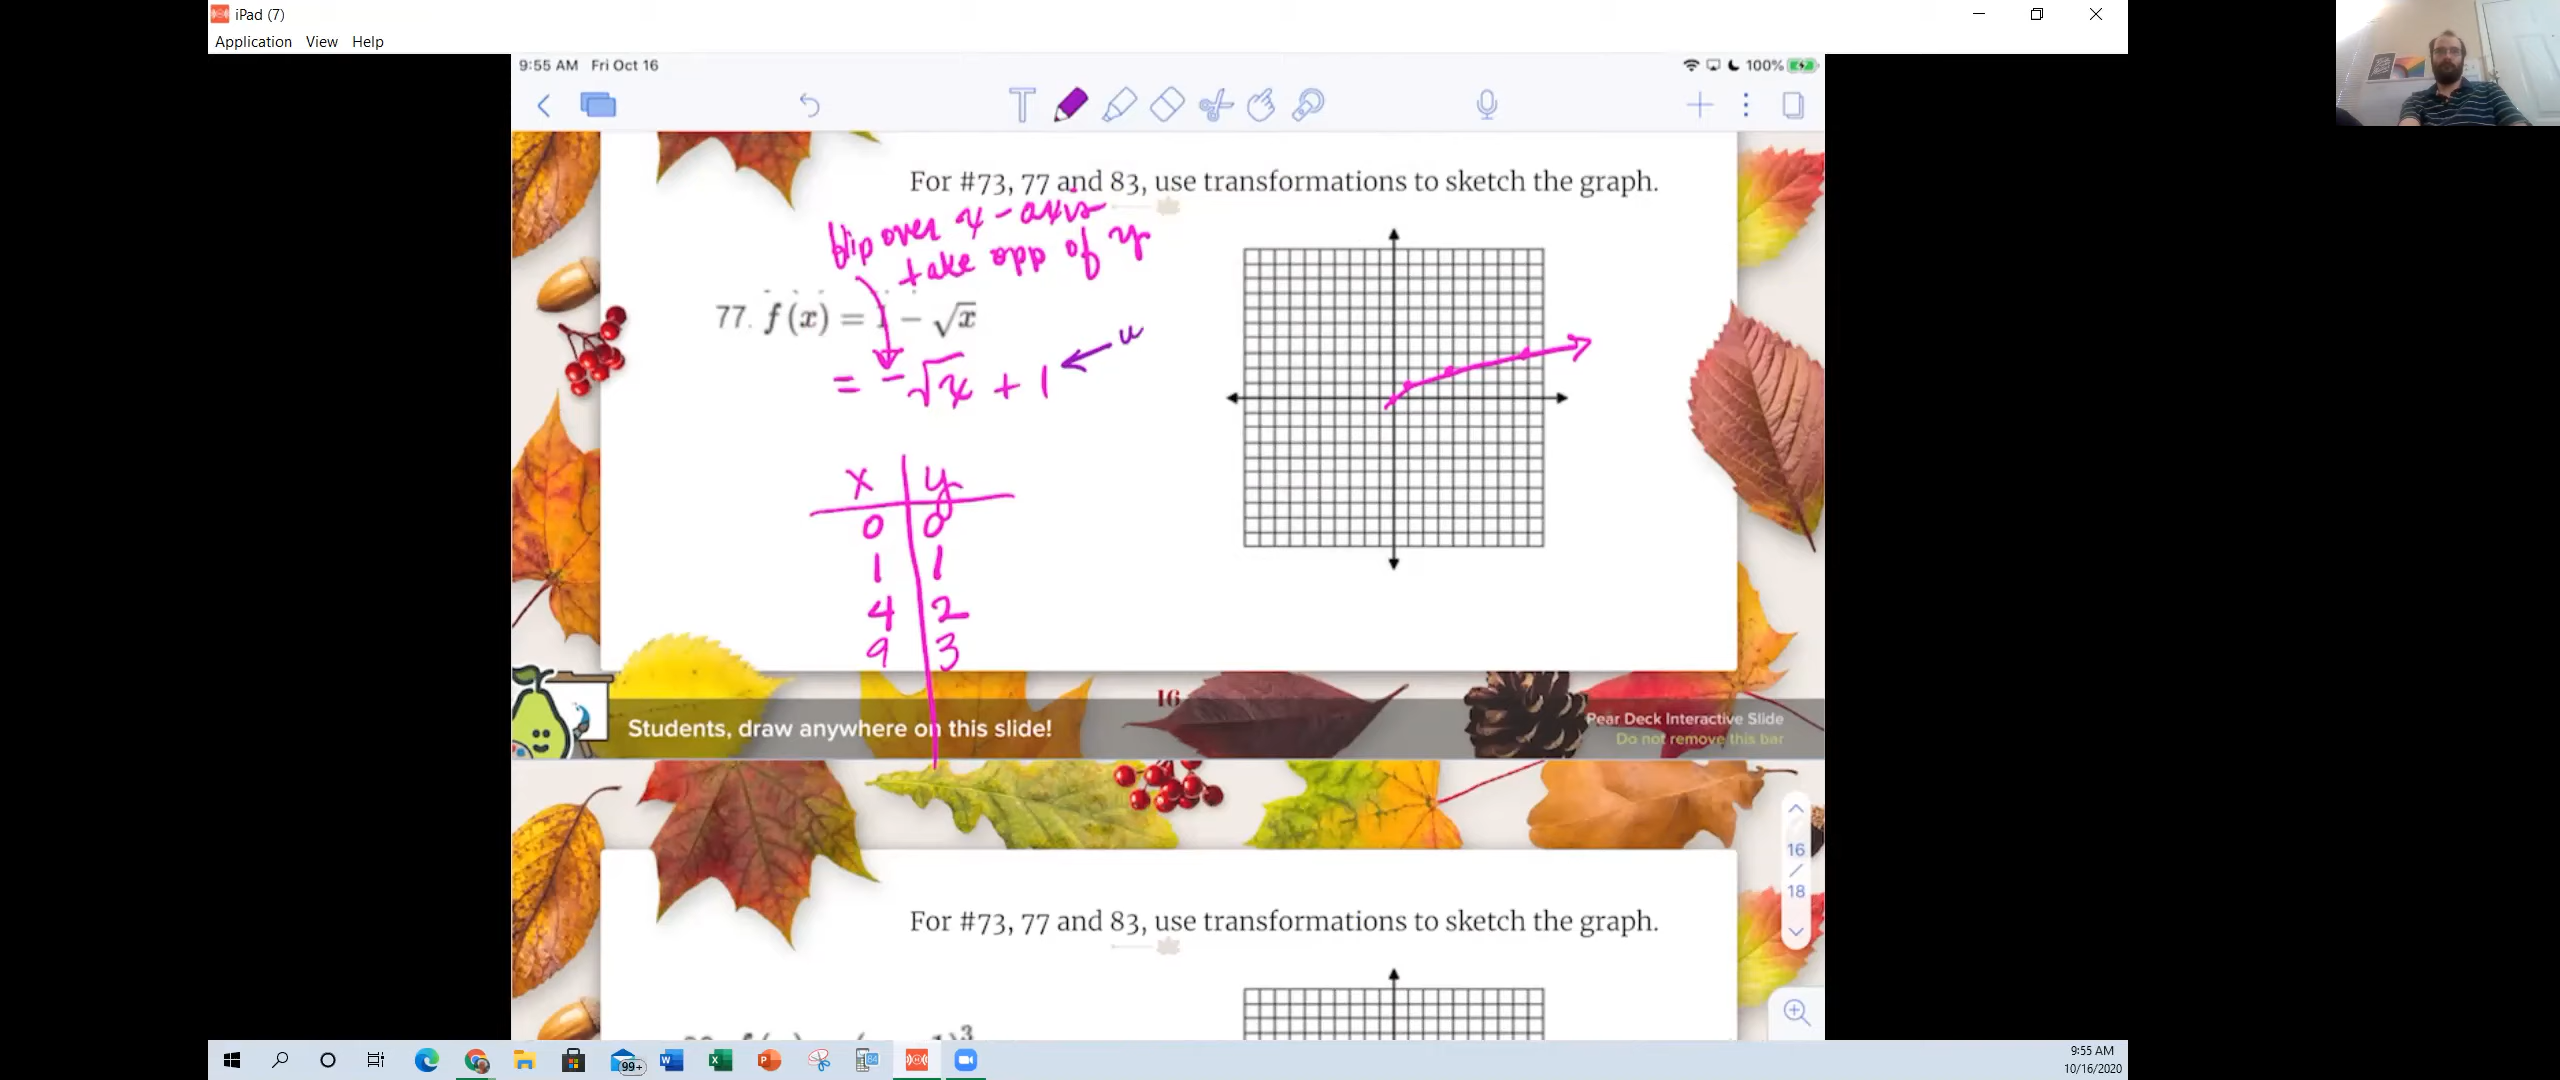 iPad (7)
Application View Help
9:55 AM Fri Oct 16
100%
For #73, 77 and 83, use transformations to sketch the graph.
flip over x-axis
take opp of y
77. f(x) = 1 − √x
= -√x + 1
u
x y
0 0
1 1
4 2
9 3
16
Students, draw anywhere on this slide!
Pear Deck Interactive Slide
Do not remove this bar
16
/
18
For #73, 77 and 83, use transformations to sketch the graph.
99+
84
9:55 AM
10/16/2020